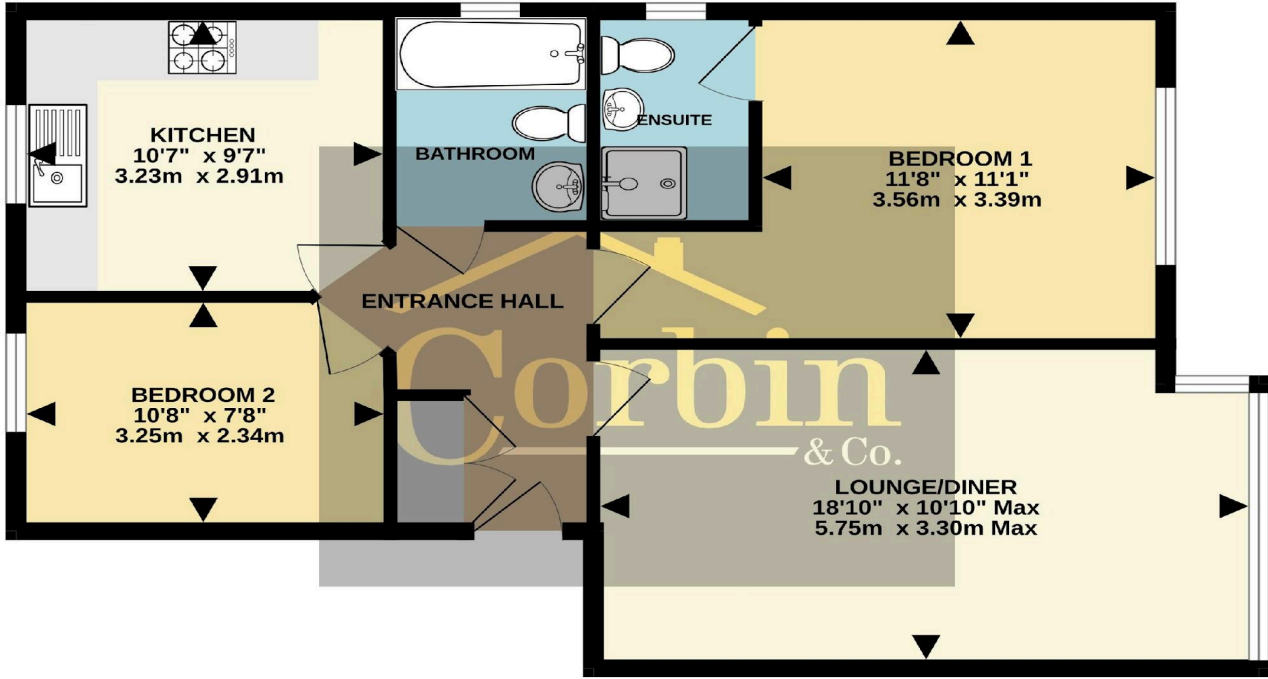 KITCHEN
10'7" x 9'7"
3.23m x 2.91m
BATHROOM
ENSUITE
BEDROOM 1
11'8" x 11'1"
3.56m x 3.39m
ENTRANCE HALL
Corbin
& Co.
BEDROOM 2
10'8" x 7'8"
3.25m x 2.34m
LOUNGE/DINER
18'10" x 10'10" Max
5.75m x 3.30m Max